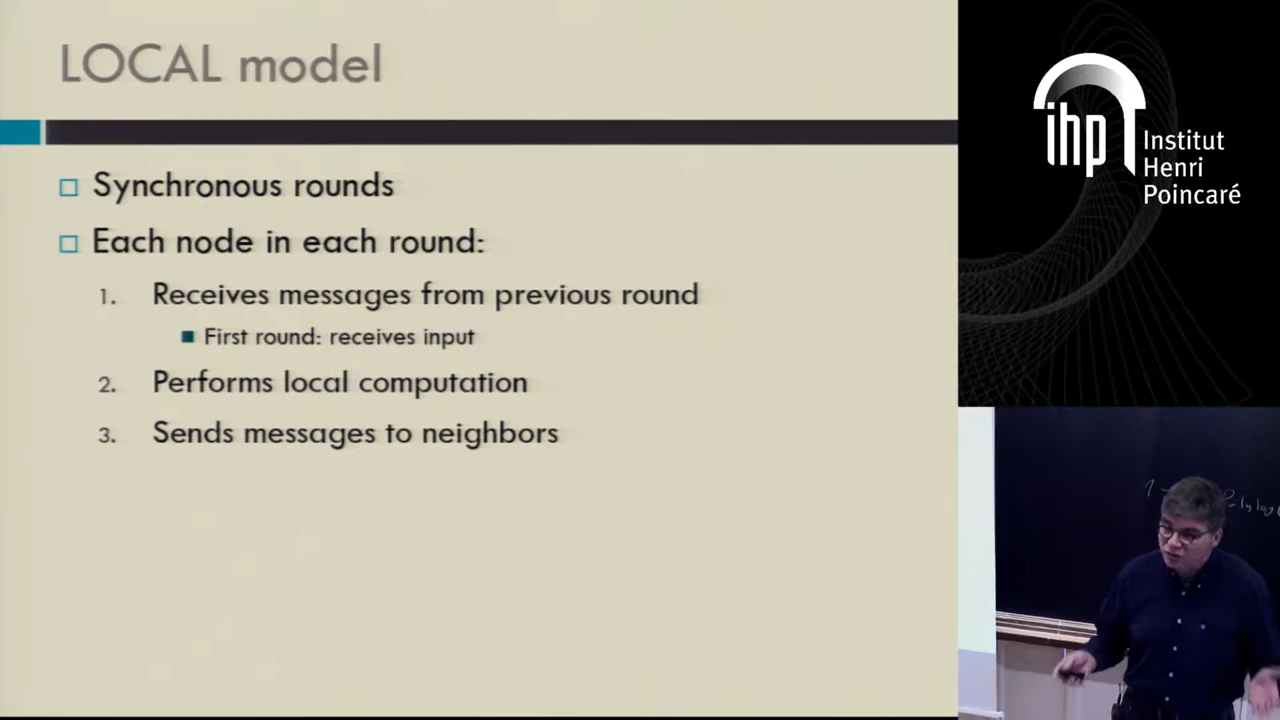 LOCAL model
Synchronous rounds
Each node in each round:
1. Receives messages from previous round
First round: receives input
2. Performs local computation
3. Sends messages to neighbors
ihp Institut
Henri
Poincaré